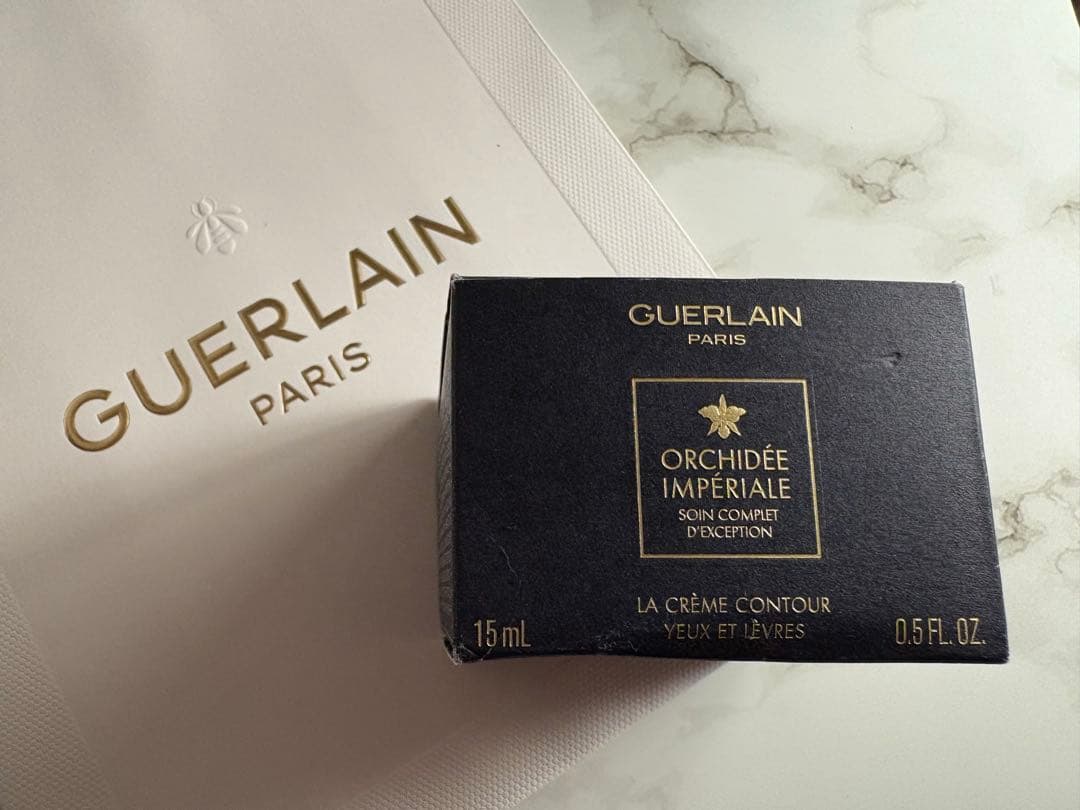 GUERLAIN
PARIS
GUERLAIN
PARIS
ORCHIDÉE
IMPÉRIALE
SOIN COMPLET
D'EXCEPTION
LA CRÈME CONTOUR
YEUX ET LÈVRES
15 mL
0.5 FL. OZ.